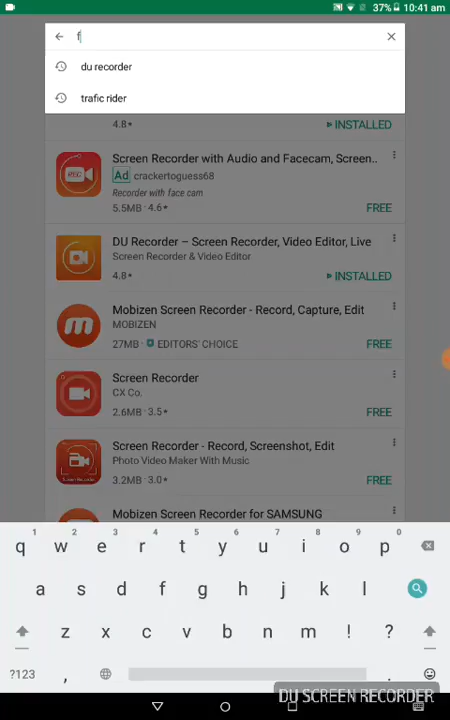 37% 10:41 am
f
du recorder
trafic rider
4.8★ INSTALLED
Screen Recorder with Audio and Facecam, Screen..
Ad crackertoguess68
Recorder with face cam
5.5MB · 4.6★ FREE
REC
DU Recorder – Screen Recorder, Video Editor, Live
Screen Recorder & Video Editor
4.8★ INSTALLED
Mobizen Screen Recorder - Record, Capture, Edit
MOBIZEN
27MB · EDITORS' CHOICE FREE
Screen Recorder
CX Co.
2.6MB · 3.5★ FREE
Screen Recorder - Record, Screenshot, Edit
Photo Video Maker With Music
3.2MB · 3.0★ FREE
Screen Recorder
Mobizen Screen Recorder for SAMSUNG
1 2 3 4 5 6 7 8 9 0
q w e r t y u i o p
a s d f g h j k l
z x c v b n m ! ?
?123 , .
DU SCREEN RECORDER